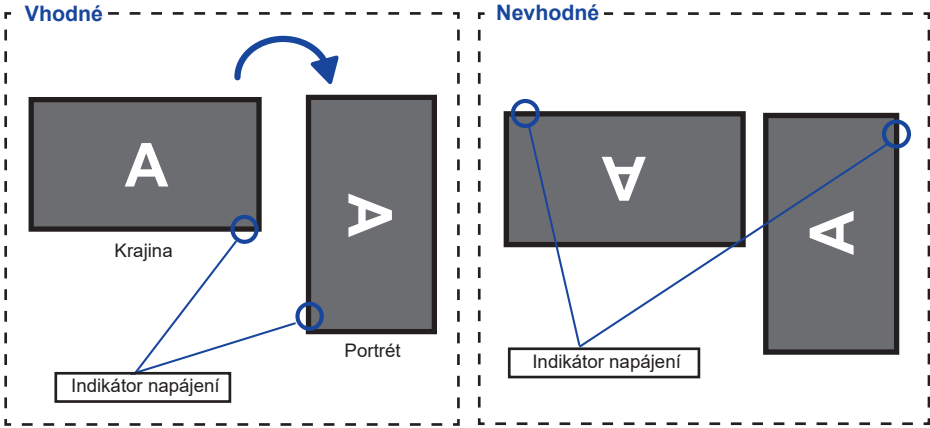 Vhodné
A
A
Krajina
Portrét
Indikátor napájení
Nevhodné
A
A
Indikátor napájení